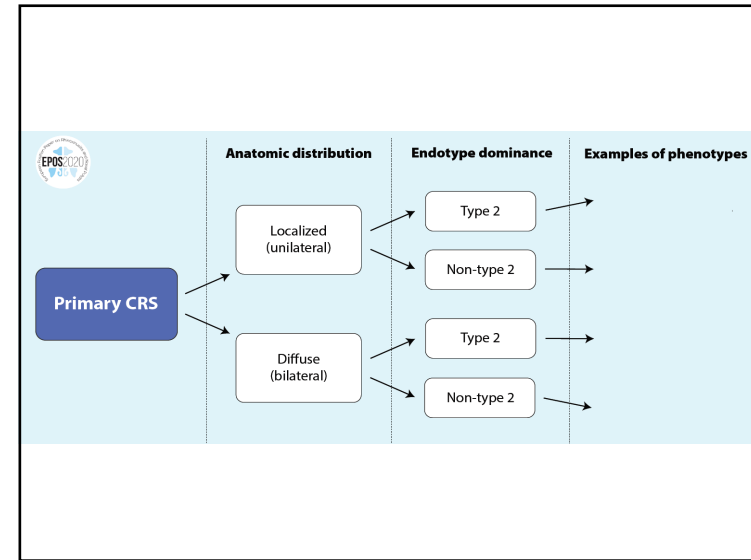 EPOS2020
Anatomic distribution
Endotype dominance
Examples of phenotypes
Primary CRS
Localized
(unilateral)
Type 2
Non-type 2
Diffuse
(bilateral)
Type 2
Non-type 2